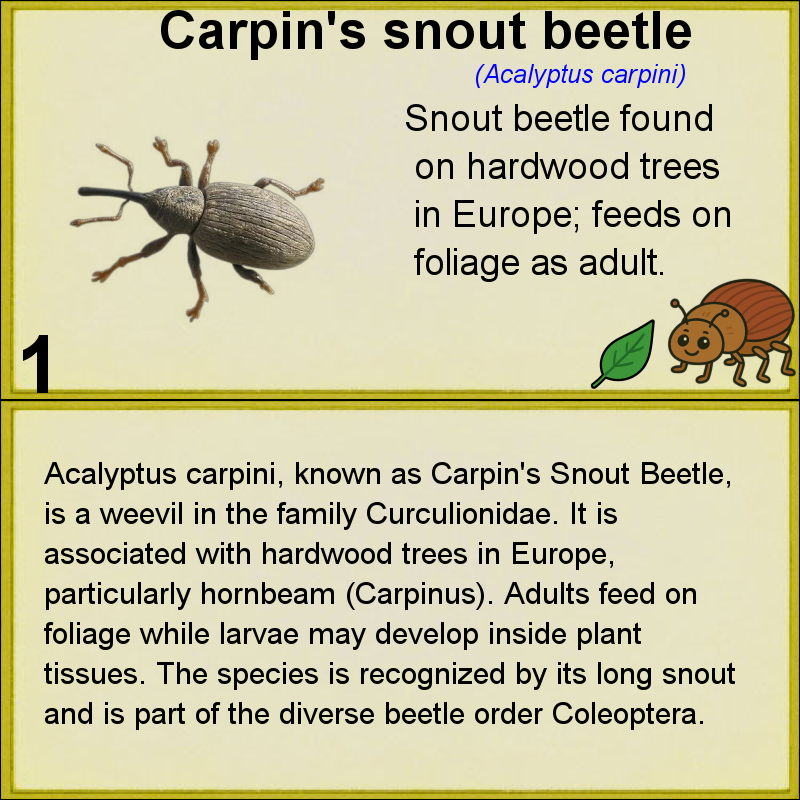 Carpin's snout beetle
(Acalyptus carpini)
Snout beetle found
on hardwood trees
in Europe; feeds on
foliage as adult.
1
Acalyptus carpini, known as Carpin's Snout Beetle,
is a weevil in the family Curculionidae. It is
associated with hardwood trees in Europe,
particularly hornbeam (Carpinus). Adults feed on
foliage while larvae may develop inside plant
tissues. The species is recognized by its long snout
and is part of the diverse beetle order Coleoptera.